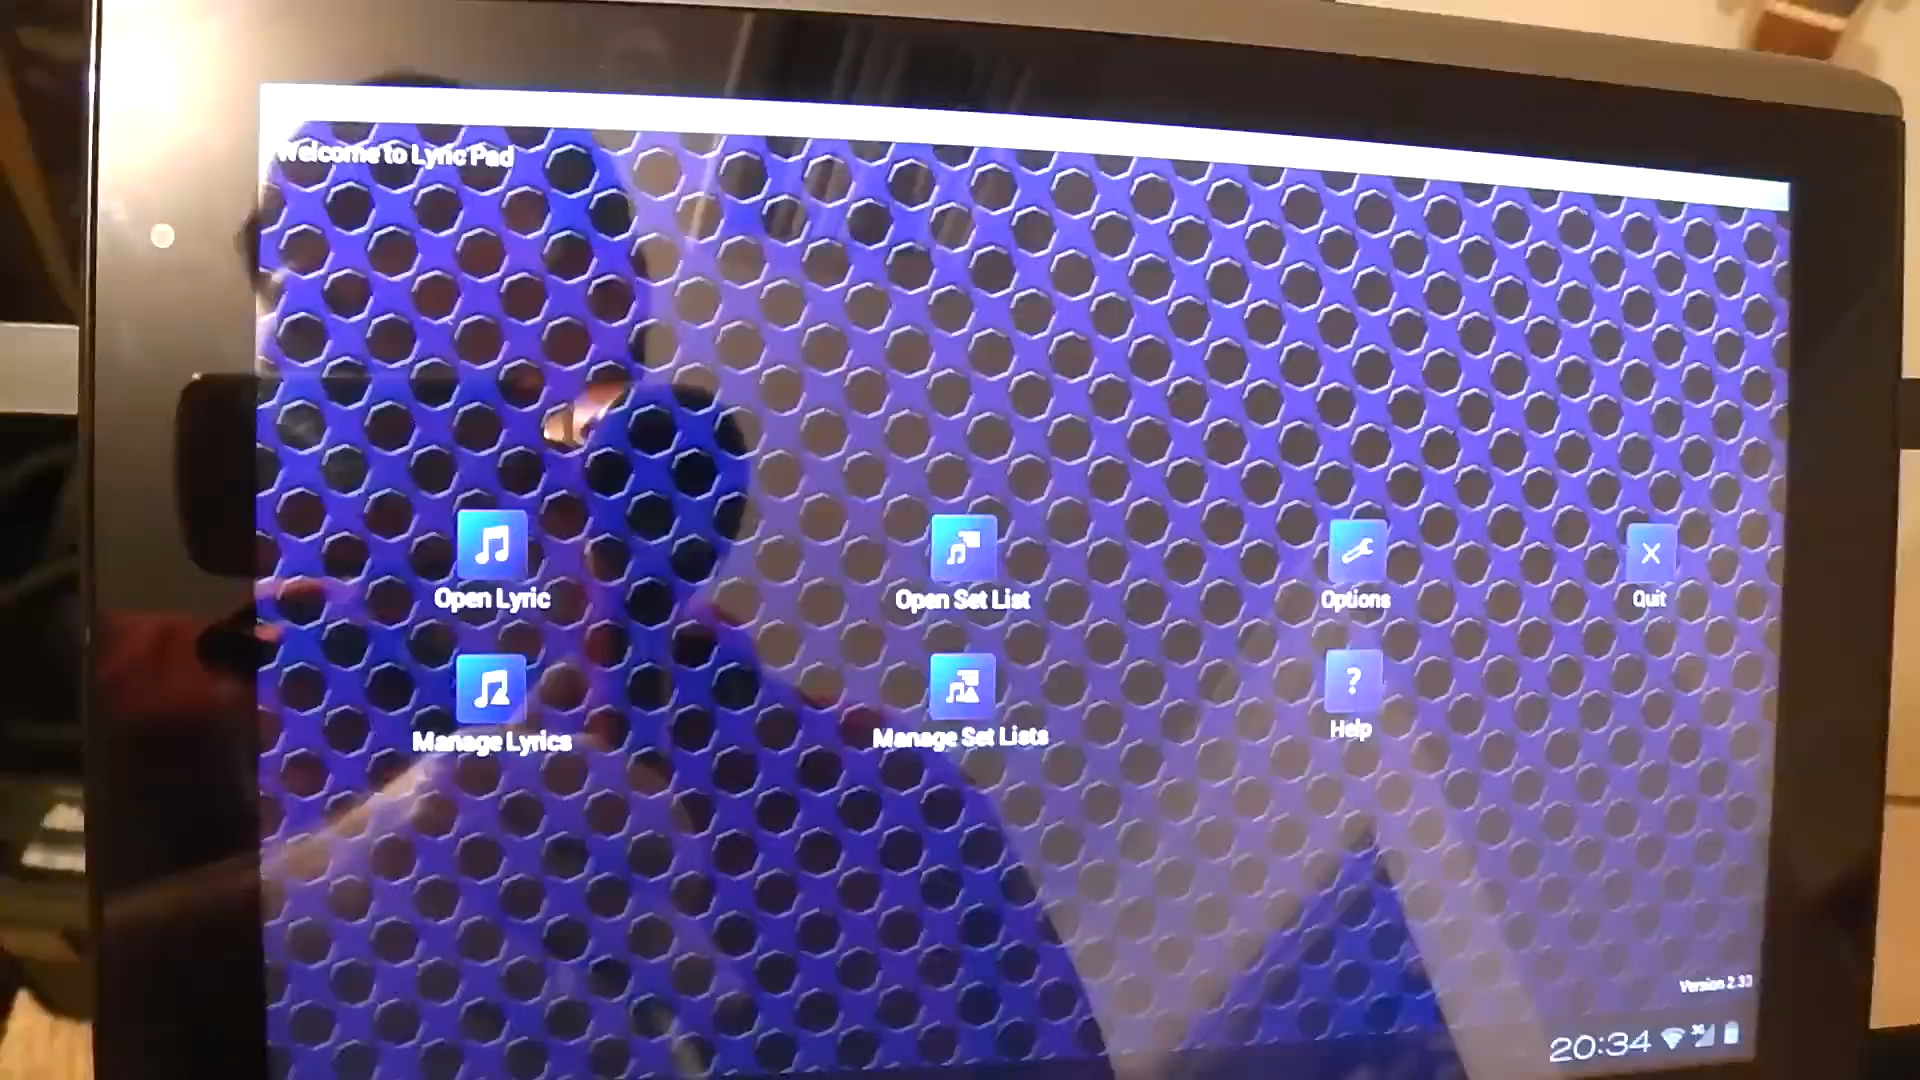 Welcome to Lyric Pad
Open Lyric
Open Set List
Options
Quit
Manage Lyrics
Manage Set Lists
Help
Version 2.33
20:34
3G